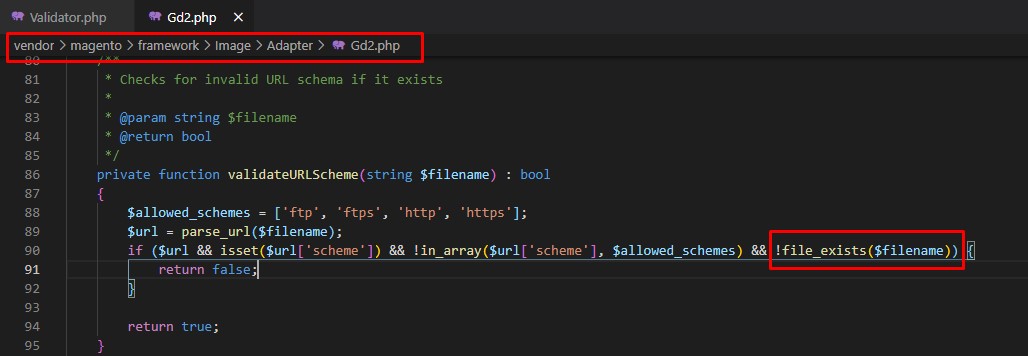 Validator.php Gd2.php ×
vendor > magento > framework > Image > Adapter > Gd2.php
80 /**
81 * Checks for invalid URL schema if it exists
82 *
83 * @param string $filename
84 * @return bool
85 */
86 private function validateURLScheme(string $filename) : bool
87 {
88 $allowed_schemes = ['ftp', 'ftps', 'http', 'https'];
89 $url = parse_url($filename);
90 if ($url && isset($url['scheme']) && !in_array($url['scheme'], $allowed_schemes) && !file_exists($filename)) {
91 return false;
92 }
93
94 return true;
95 }